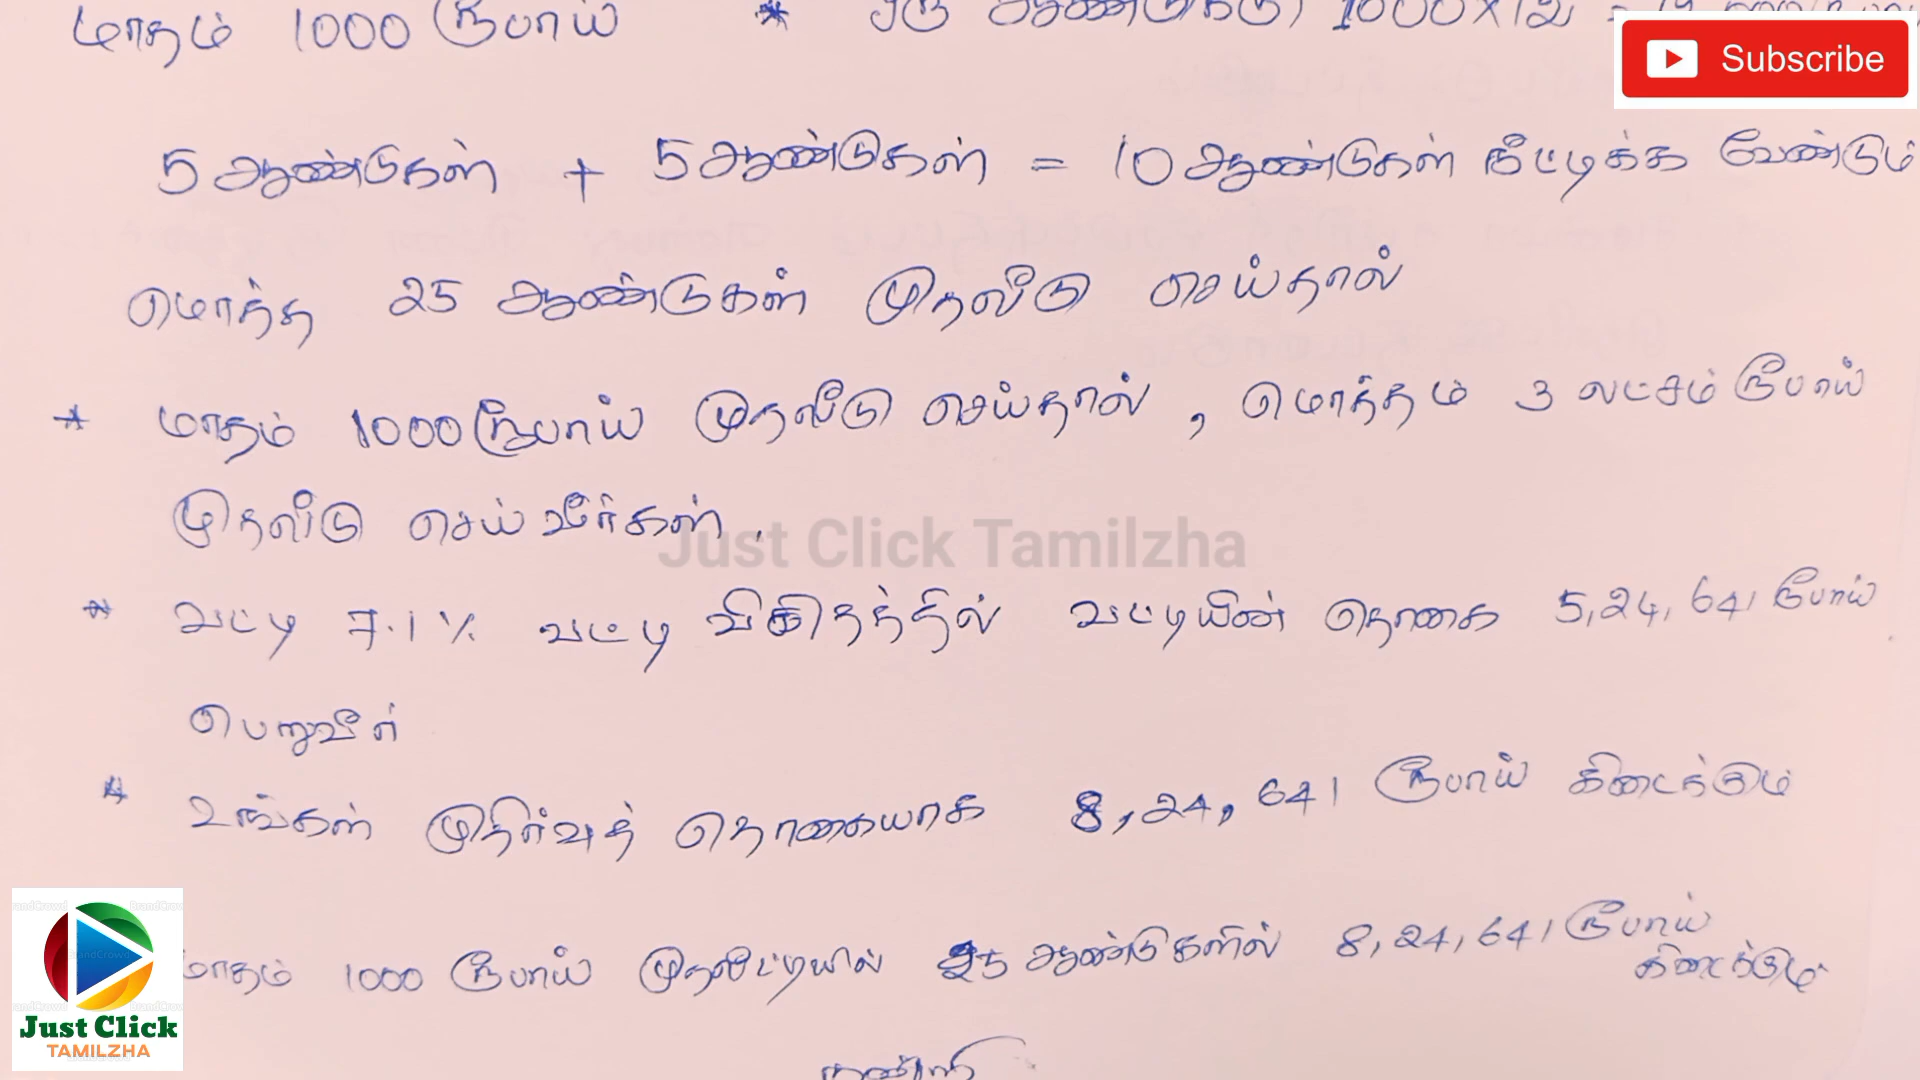 மாதம் 1000 ரூபாய் * ஒரு ஆண்டுக்கு 1000x12 =
Subscribe
5 ஆண்டுகள் + 5 ஆண்டுகள் = 10 ஆண்டுகள் நீட்டிக்க வேண்டும்
மொத்த 25 ஆண்டுகள் முதலீடு செய்தால்
* மாதம் 1000 ரூபாய் முதலீடு செய்தால் , மொத்தம் 3 லட்சம் ரூபாய்
முதலீடு செய்வீர்கள் .
Just Click Tamilzha
* வட்டி 7.1 % வட்டி விகிதத்தில் வட்டியின் தொகை 5,24,641 ரூபாய்
பெறுவீர்
* உங்கள் முதிர்வுத் தொகையாக 8,24,641 ரூபாய் கிடைக்கும்
மாதம் 1000 ரூபாய் முதலீட்டியில் 25 ஆண்டுகளில் 8,24,641 ரூபாய்
கிடைக்கும்
Just Click
TAMILZHA
நன்றி